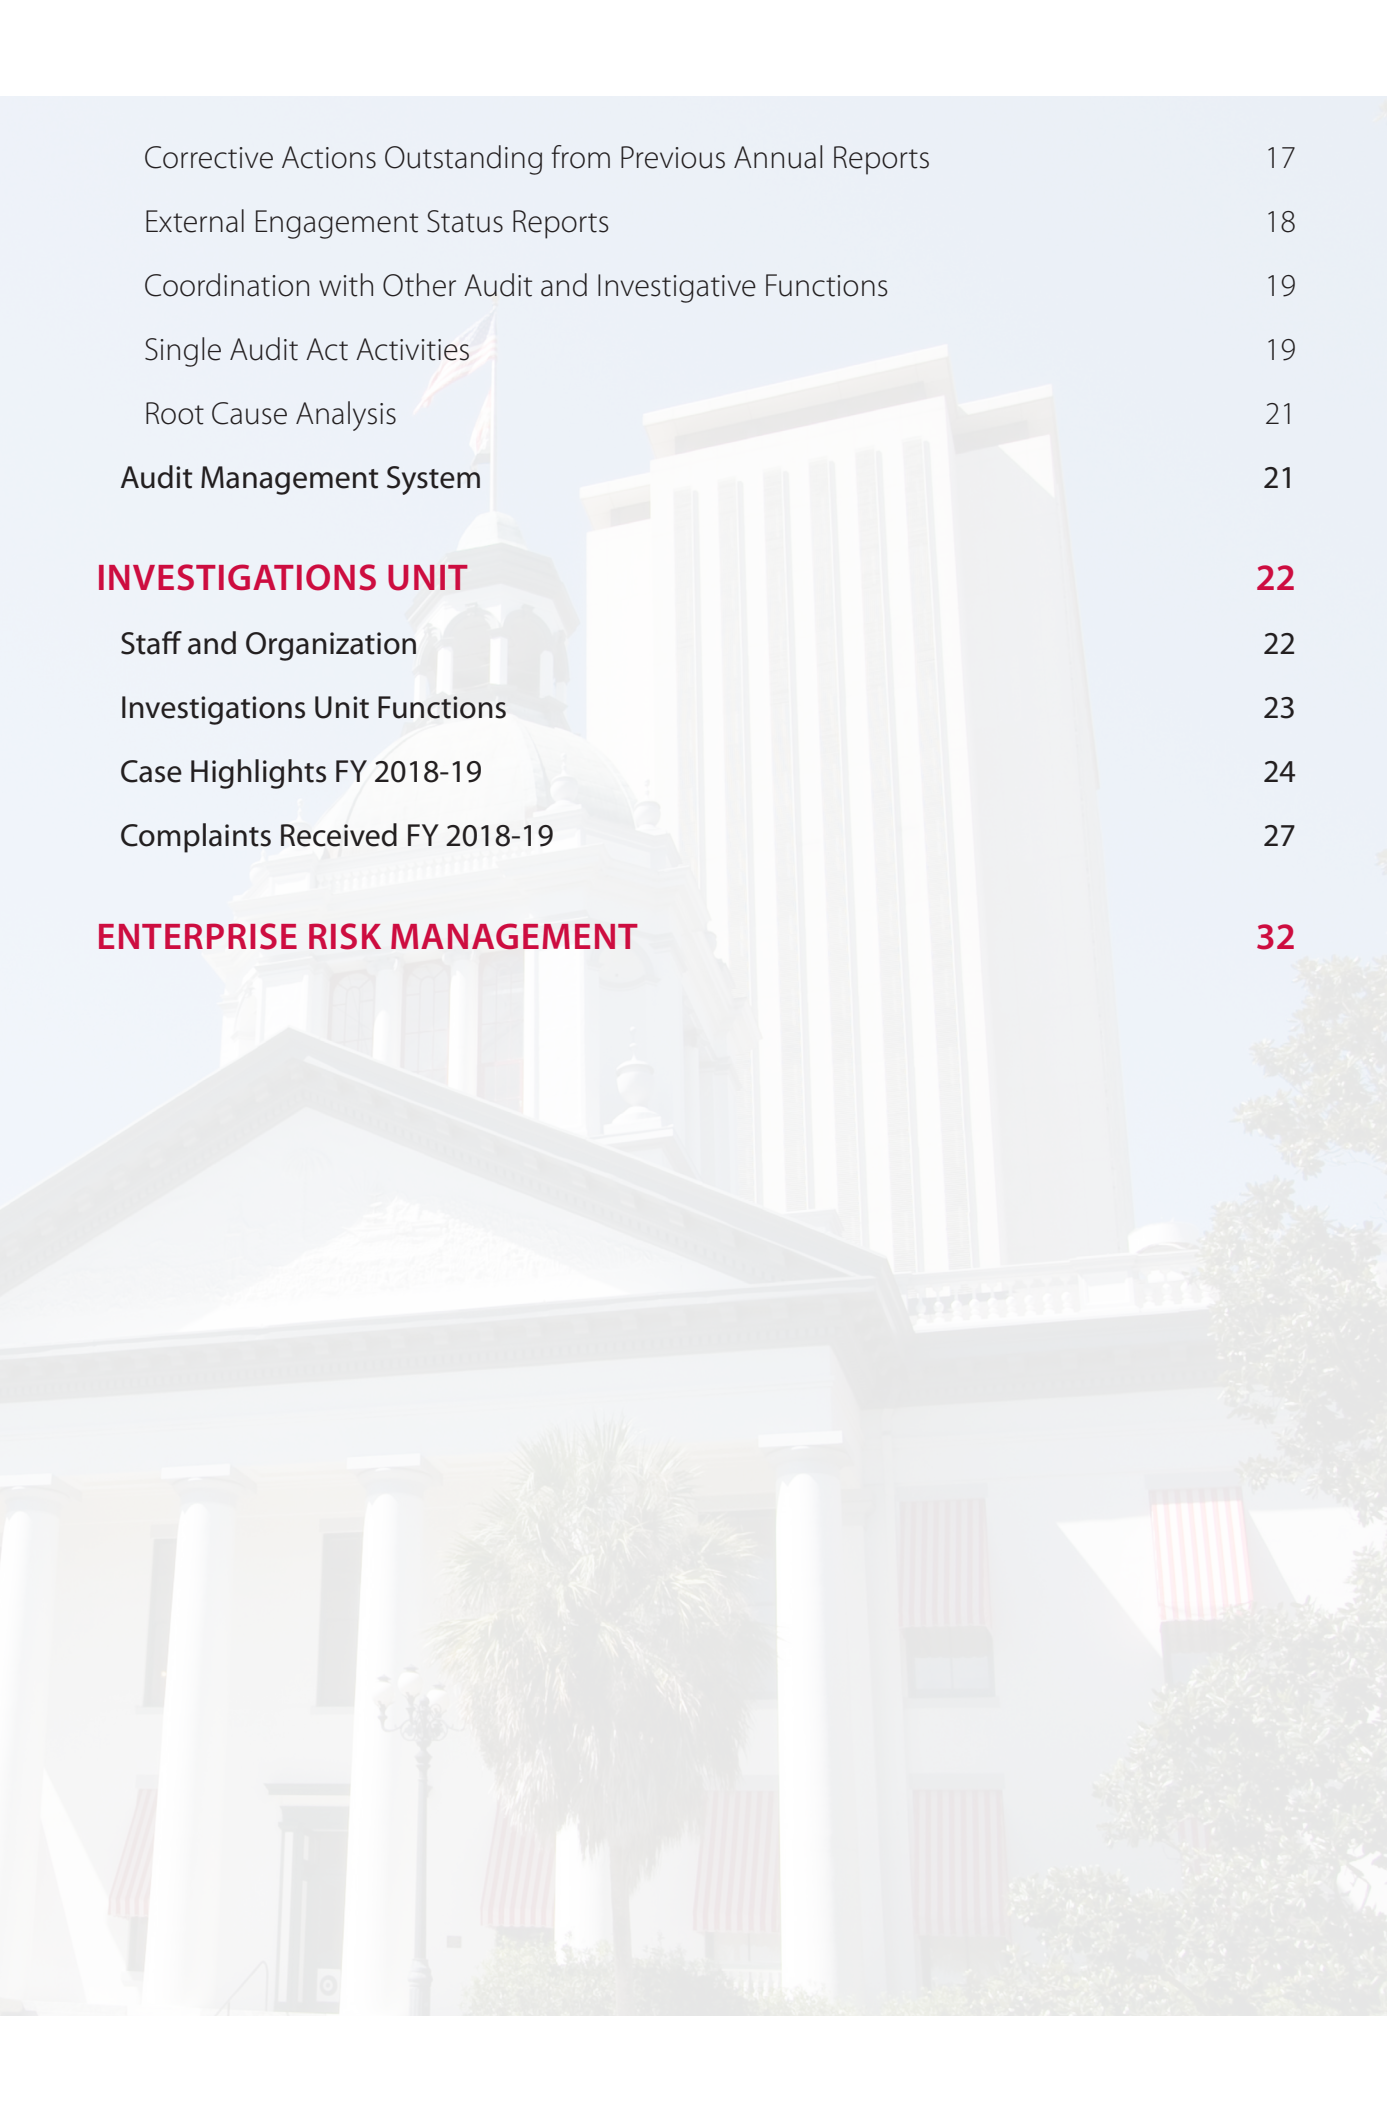 Corrective Actions Outstanding from Previous Annual Reports 17
External Engagement Status Reports 18
Coordination with Other Audit and Investigative Functions 19
Single Audit Act Activities 19
Root Cause Analysis 21
Audit Management System 21
INVESTIGATIONS UNIT 22
Staff and Organization 22
Investigations Unit Functions 23
Case Highlights FY 2018-19 24
Complaints Received FY 2018-19 27
ENTERPRISE RISK MANAGEMENT 32